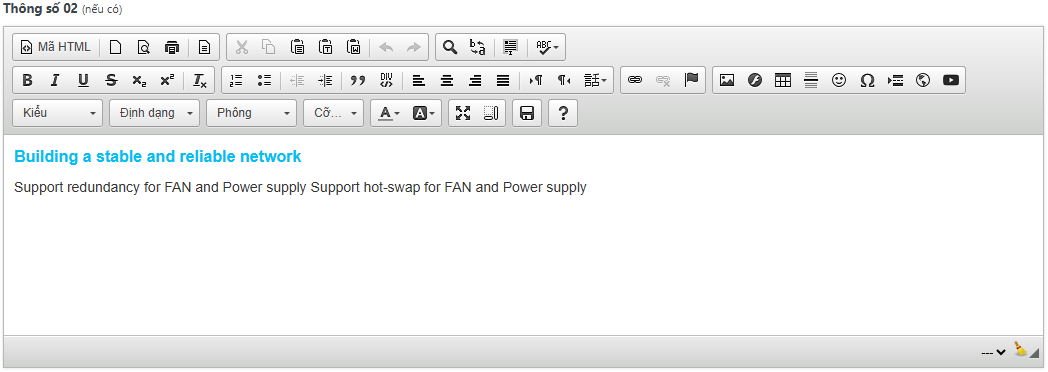 Thông số 02 (nếu có)
Mã HTML
Kiểu Định dạng Phông Cỡ...
Building a stable and reliable network
Support redundancy for FAN and Power supply Support hot-swap for FAN and Power supply
---